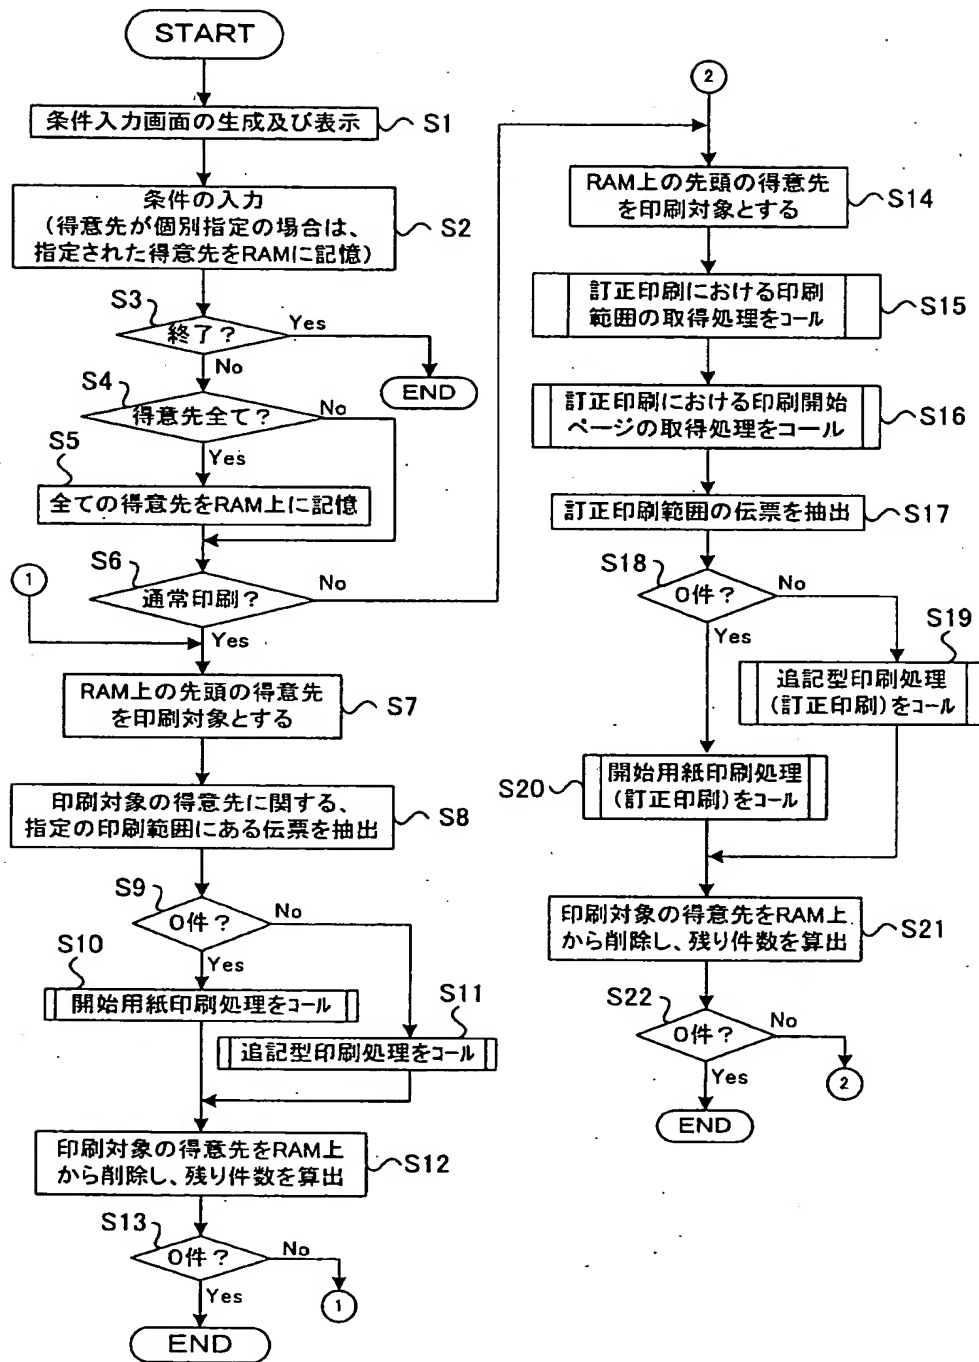 START
条件入力画面の生成及び表示
S1
条件の入力
(得意先が個別指定の場合は、
指定された得意先をRAMに記憶)
S2
S3
終了?
Yes
No
END
S4
得意先全て?
No
Yes
S5
全ての得意先をRAM上に記憶
S6
通常印刷?
No
Yes
1
RAM上の先頭の得意先
を印刷対象とする
S7
印刷対象の得意先に関する、
指定の印刷範囲にある伝票を抽出
S8
S9
0件?
No
Yes
S10
開始用紙印刷処理をコール
S11
追記型印刷処理をコール
印刷対象の得意先をRAM上
から削除し、残り件数を算出
S12
S13
0件?
No
Yes
1
END
2
RAM上の先頭の得意先
を印刷対象とする
S14
訂正印刷における印刷
範囲の取得処理をコール
S15
訂正印刷における印刷開始
ページの取得処理をコール
S16
訂正印刷範囲の伝票を抽出
S17
S18
0件?
No
Yes
S19
追記型印刷処理
(訂正印刷)をコール
S20
開始用紙印刷処理
(訂正印刷)をコール
印刷対象の得意先をRAM上
から削除し、残り件数を算出
S21
S22
0件?
No
Yes
2
END